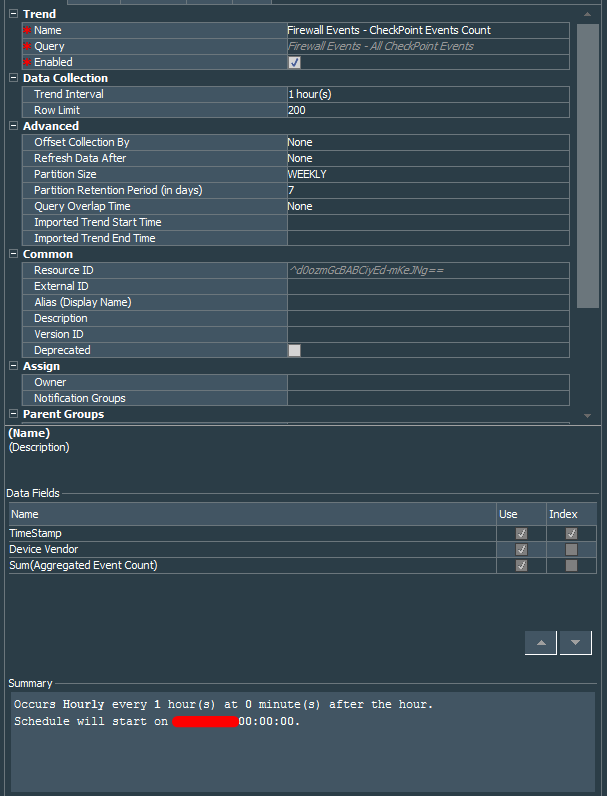 Trend
Name Firewall Events - CheckPoint Events Count
Query Firewall Events - All CheckPoint Events
Enabled
Data Collection
Trend Interval 1 hour(s)
Row Limit 200
Advanced
Offset Collection By None
Refresh Data After None
Partition Size WEEKLY
Partition Retention Period (in days) 7
Query Overlap Time None
Imported Trend Start Time
Imported Trend End Time
Common
Resource ID ^d0ozmGcBABCiyEd-mKeJNg==
External ID
Alias (Display Name)
Description
Version ID
Deprecated
Assign
Owner
Notification Groups
Parent Groups
(Name)
(Description)
Data Fields
Name Use Index
TimeStamp
Device Vendor
Sum(Aggregated Event Count)
Summary
Occurs Hourly every 1 hour(s) at 0 minute(s) after the hour.
Schedule will start on 00:00:00.